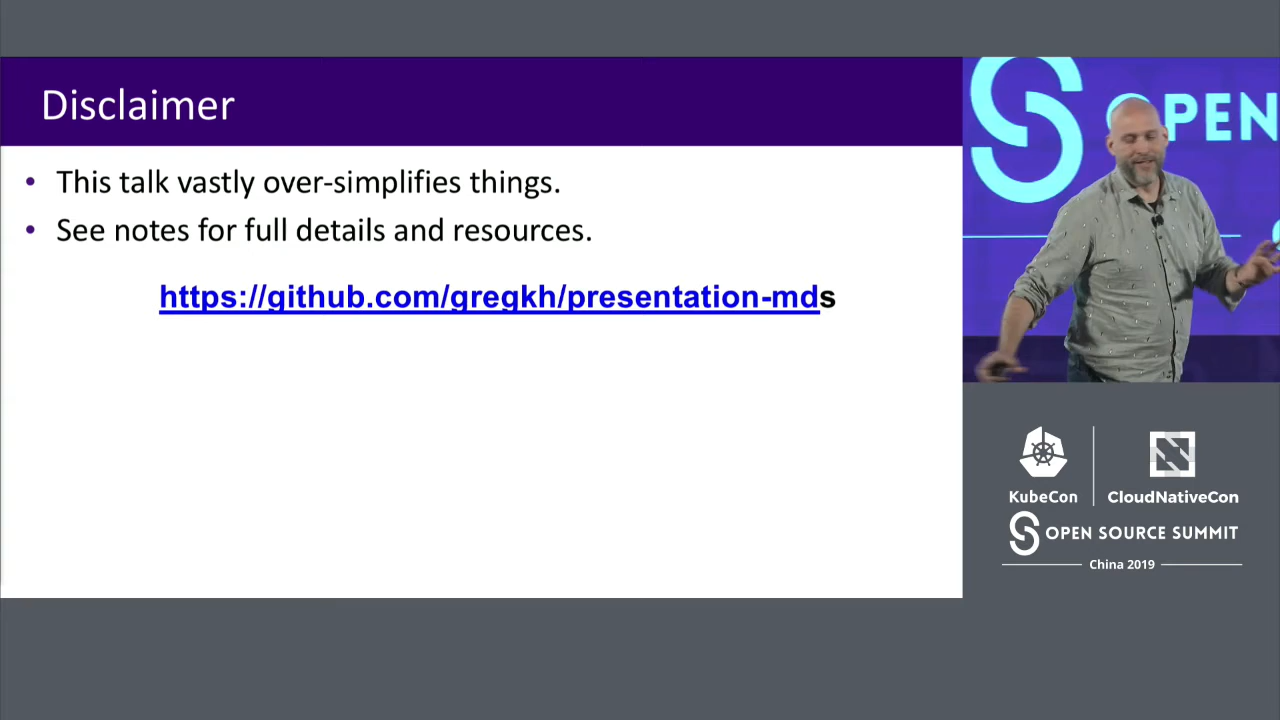 Disclaimer
• This talk vastly over-simplifies things.
• See notes for full details and resources.
https://github.com/gregkh/presentation-mds
OPEN
KubeCon
CloudNativeCon
OPEN SOURCE SUMMIT
China 2019